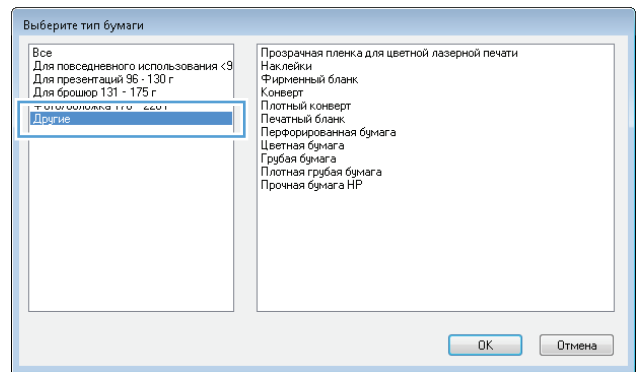 Выберите тип бумаги
Все
Для повседневного использования <9
Для презентаций 96 - 130 г
Для брошюр 131 - 175 г
Другие
Прозрачная пленка для цветной лазерной печати
Наклейки
Фирменный бланк
Конверт
Плотный конверт
Печатный бланк
Перфорированная бумага
Цветная бумага
Грубая бумага
Плотная грубая бумага
Прочная бумага HP
OK
Отмена